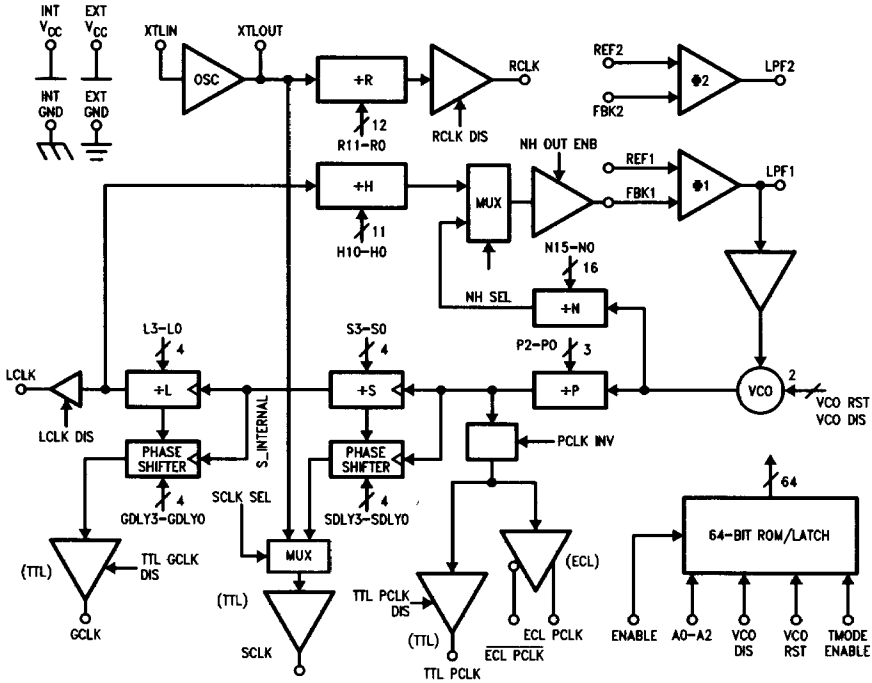 INT
VCC
EXT
VCC
INT
GND
EXT
GND
XTLIN
XTLOUT
OSC
÷R
12
R11-R0
RCLK
RCLK DIS
REF2
FBK2
Φ2
LPF2
NH OUT ENB
REF1
FBK1
Φ1
LPF1
÷H
11
H10-H0
MUX
NH SEL
N15-N0
16
÷N
L3-L0
4
S3-S0
4
P2-P0
3
LCLK
÷L
÷S
÷P
VCO
2
VCO RST
VCO DIS
LCLK DIS
S_INTERNAL
PHASE
SHIFTER
4
GDLY3-GDLY0
PHASE
SHIFTER
4
SDLY3-SDLY0
PCLK INV
SCLK SEL
MUX
64
64-BIT ROM/LATCH
(TTL)
TTL GCLK
DIS
GCLK
(TTL)
SCLK
TTL PCLK
DIS
(TTL)
TTL PCLK
(ECL)
ECL PCLK
ECL PCLK
ENABLE
A0-A2
VCO
DIS
VCO
RST
TMODE
ENABLE